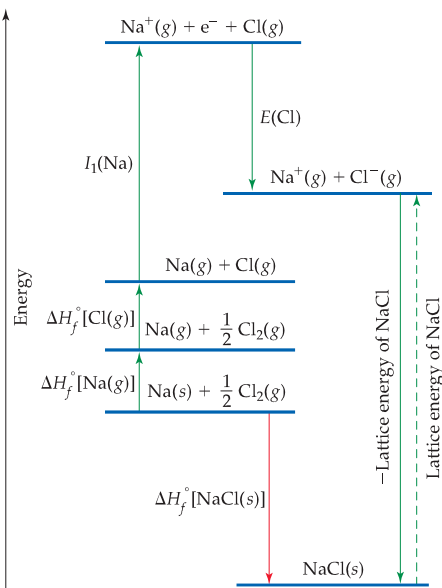 Na⁺(g) + e⁻ + Cl(g)
E(Cl)
I₁(Na)
Na⁺(g) + Cl⁻(g)
Na(g) + Cl(g)
Energy
ΔH°f[Cl(g)]
Na(g) + 1/2 Cl₂(g)
ΔH°f[Na(g)]
Na(s) + 1/2 Cl₂(g)
−Lattice energy of NaCl
Lattice energy of NaCl
ΔH°f[NaCl(s)]
NaCl(s)